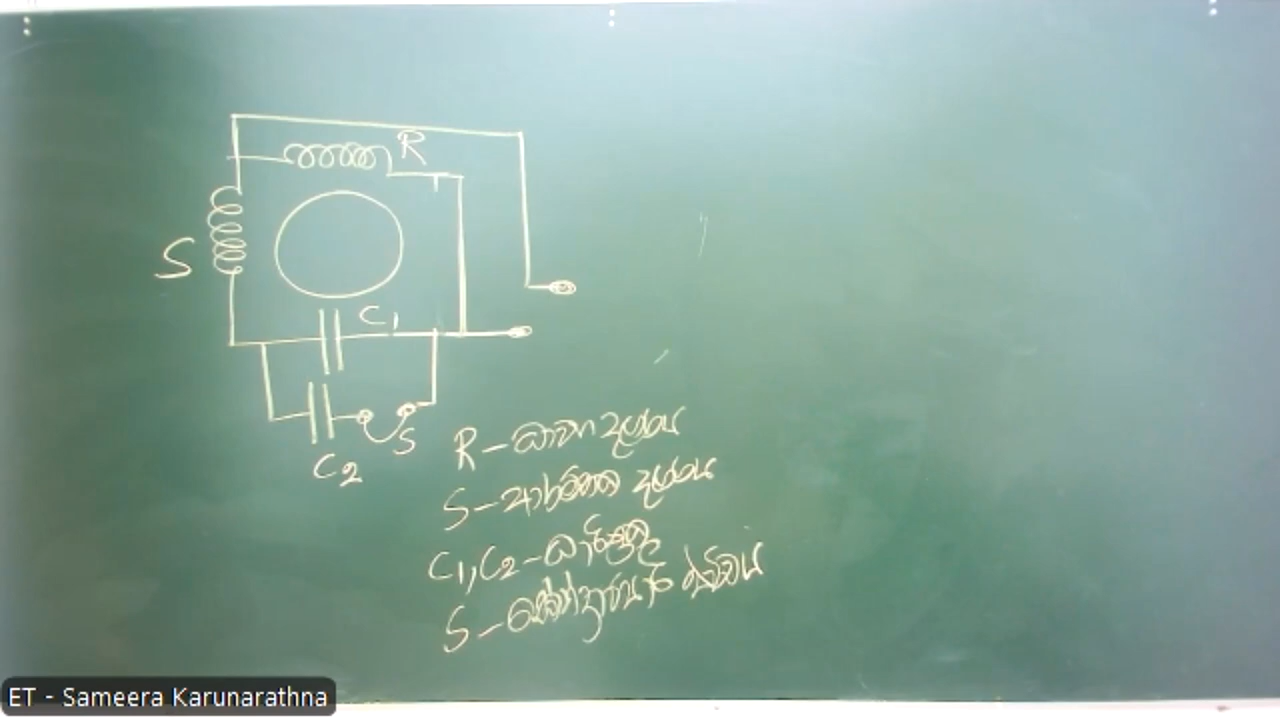 R
S
C1
S
C2
R - ධාවන දඟරය
S - ආරම්භක දඟරය
C1, C2 - ධාරිත්‍රක
S - කේන්ද්‍රාපසාරී ස්විචය
ET - Sameera Karunarathna